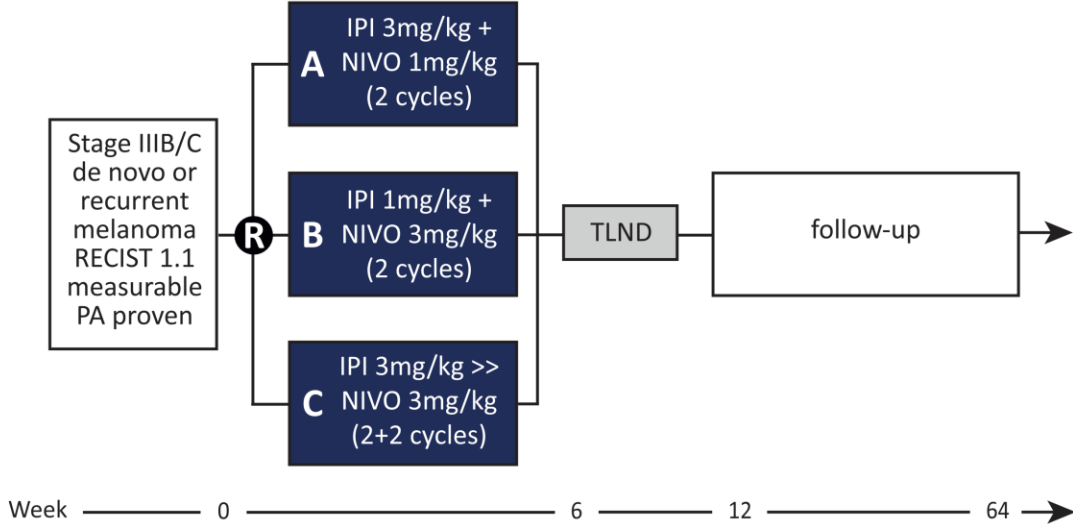 Stage IIIB/C
de novo or
recurrent
melanoma
RECIST 1.1
measurable
PA proven
R
A
IPI 3mg/kg +
NIVO 1mg/kg
(2 cycles)
B
IPI 1mg/kg +
NIVO 3mg/kg
(2 cycles)
C
IPI 3mg/kg >>
NIVO 3mg/kg
(2+2 cycles)
TLND
follow-up
Week 0 6 12 64